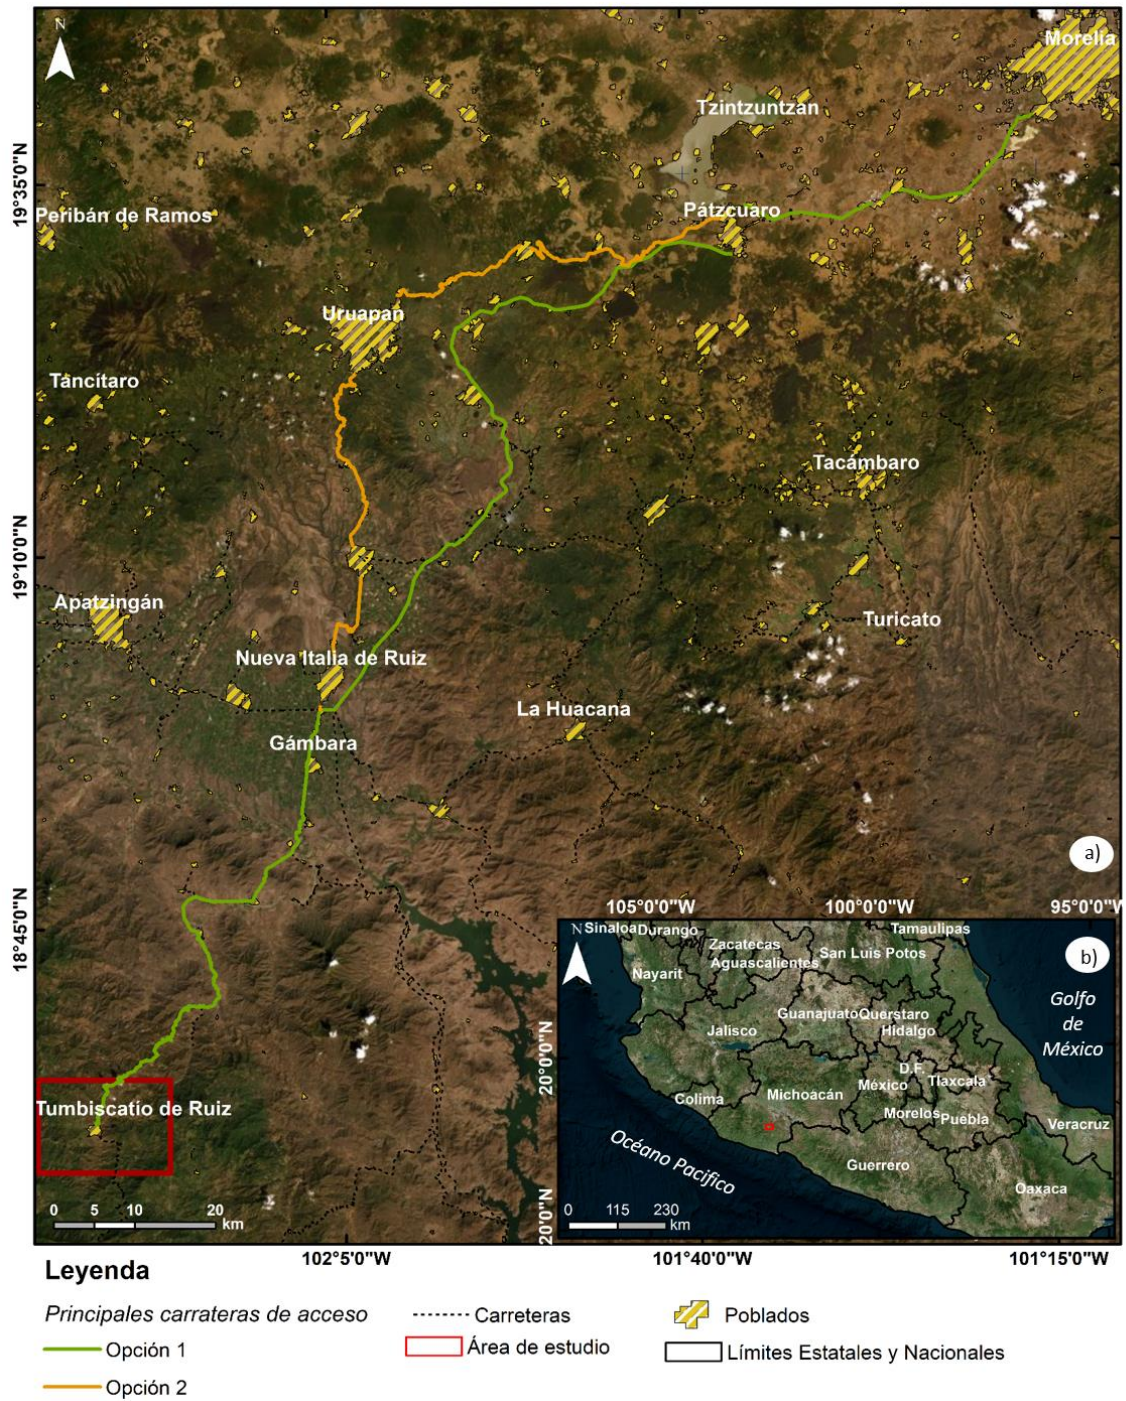 N
Morelia
Tzintzuntzan
19°35'0"N
Peribán de Ramos
Pátzcuaro
Uruapan
Tancítaro
Tacámbaro
19°10'0"N
Apatzingán
Turicato
Nueva Italia de Ruiz
La Huacana
Gámbara
a)
18°45'0"N
105°0'0"W 100°0'0"W 95°0'0"W
N
Sinaloa Durango Tamaulipas
b)
Zacatecas
San Luis Potos
Aguascalientes
Nayarit
Golfo
de
México
Guanajuato Querstaro
Jalisco Hidalgo
20°0'0"N
D.F.
México Tlaxcala
Michoacán
Colima
Morelos Puebla
Veracruz
Océano Pacifico
Guerrero
Oaxaca
0 115 230
km
20'0"N
Tumbiscatío de Ruiz
0 5 10 20
km
102°5'0"W 101°40'0"W 101°15'0"W
Leyenda
Principales carrateras de acceso
Opción 1
Opción 2
Carreteras
Área de estudio
Poblados
Límites Estatales y Nacionales